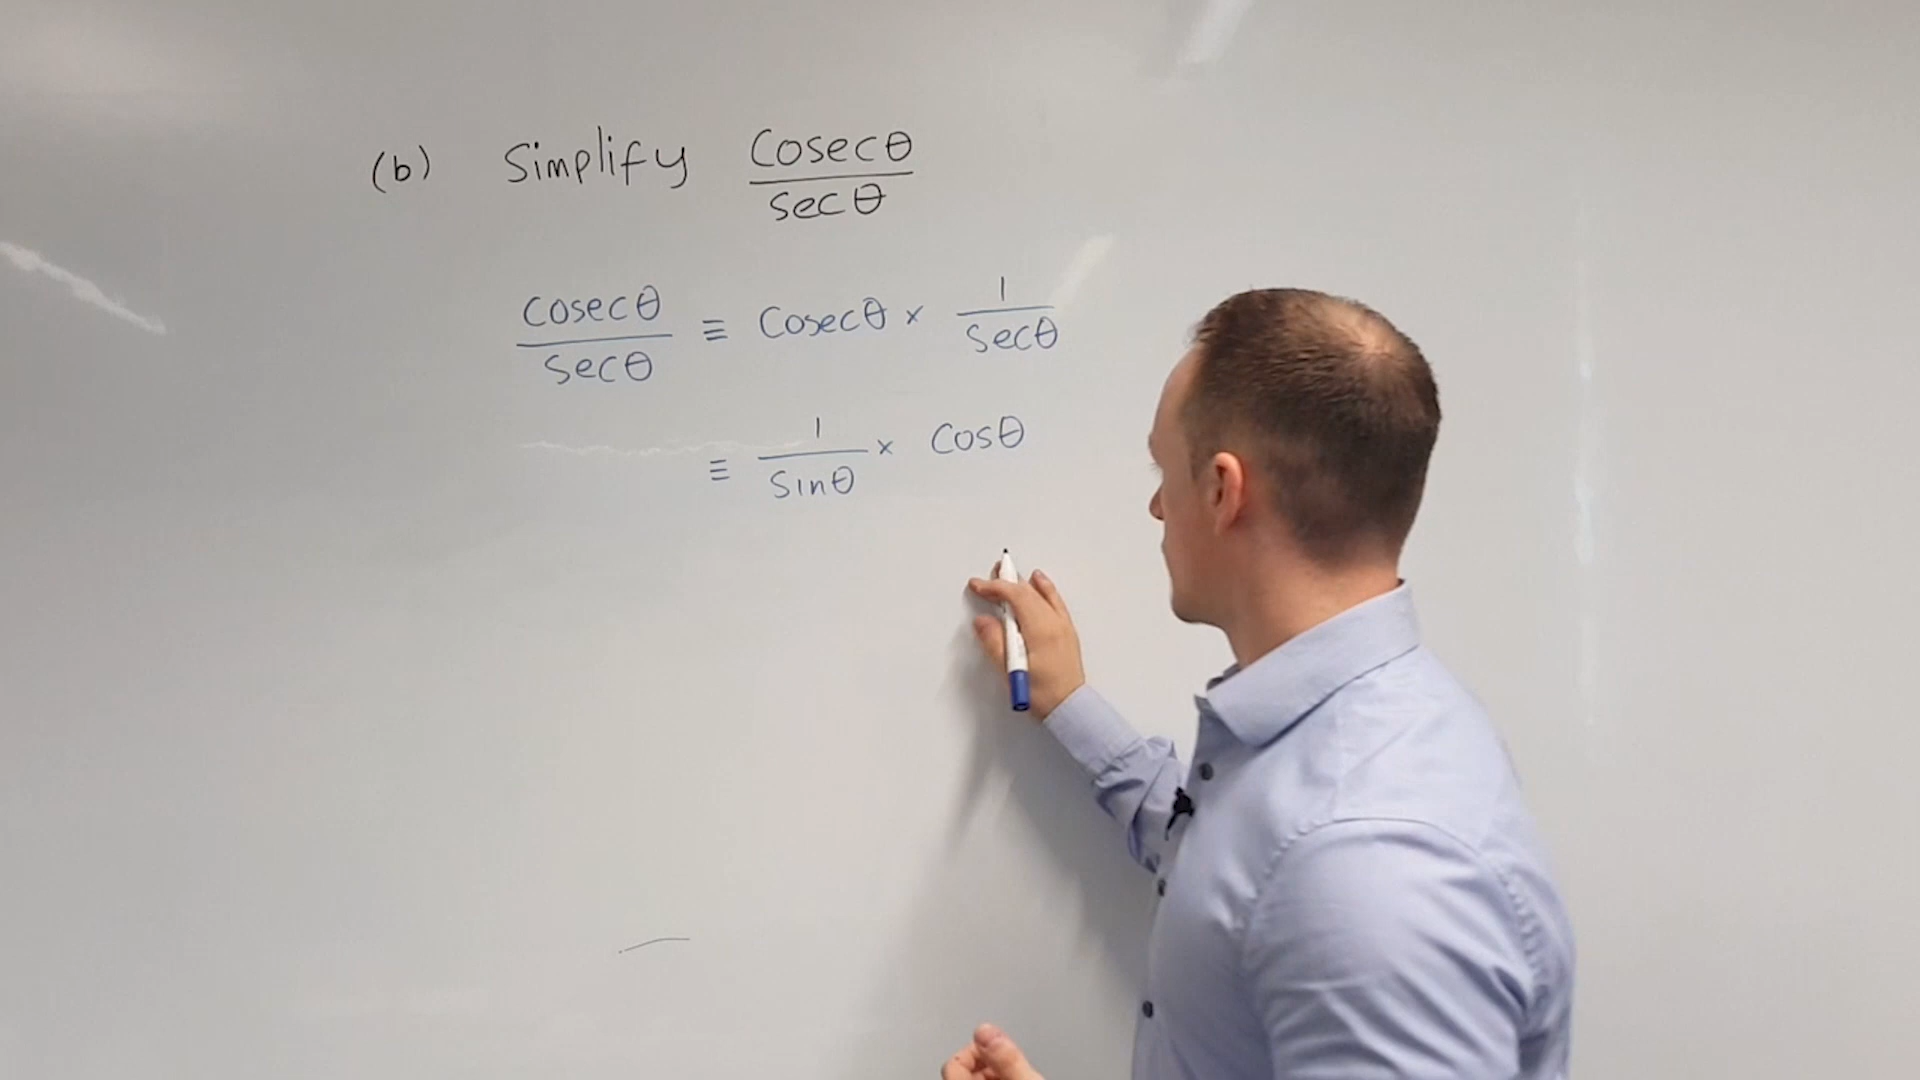 (b) Simplify cosecθ/secθ
cosecθ/secθ ≡ cosecθ × 1/secθ
≡ 1/sinθ × cosθ